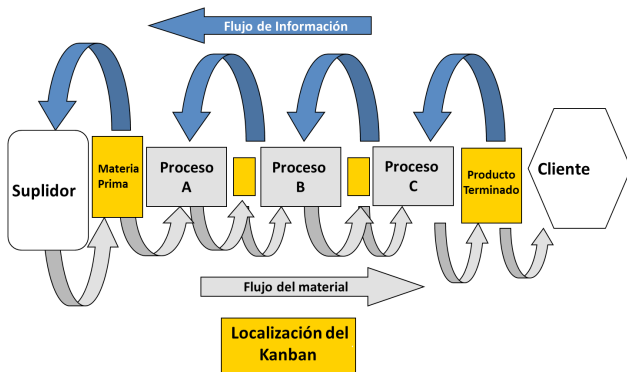 Flujo de Información
Suplidor
Materia
Prima
Proceso
A
Proceso
B
Proceso
C
Producto
Terminado
Cliente
Flujo del material
Localización del
Kanban